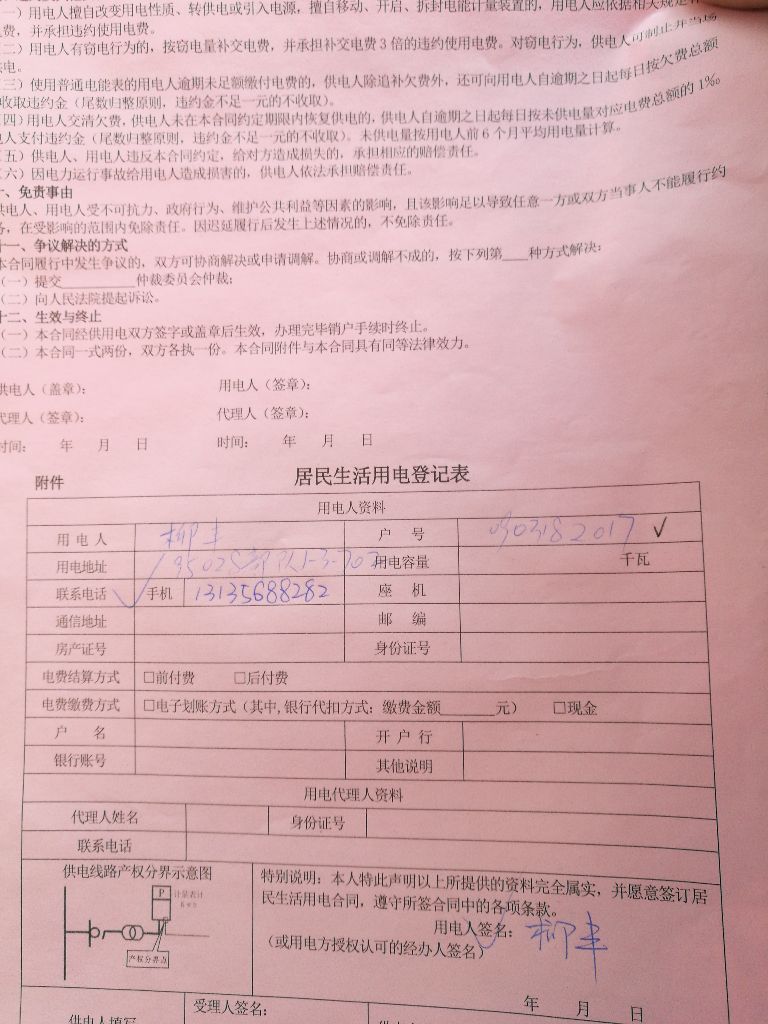 一）用电人擅自改变用电性质、转供电或引入电源，擅自移动、开启、拆封电能计量装置的，用电人应依据相关规定
费，并承担违约使用电费。
二）用电人有窃电行为的，按窃电量补交电费，并承担补交电费3倍的违约使用电费。对窃电行为，供电人可制止并当场
电。
三）使用普通电能表的用电人逾期未足额缴付电费的，供电人除追补欠费外，还可向用电人自逾期之日起每日按欠费总额
收取违约金（尾数归整原则，违约金不足一元的不收取）。
四）用电人交清欠费，供电人未在本合同约定期限内恢复供电的，供电人自逾期之日起每日按未供电量对应电费总额的1‰
电人支付违约金（尾数归整原则，违约金不足一元的不收取）。未供电量按用电人前6个月平均用电量计算。
五）供电人、用电人违反本合同约定，给对方造成损失的，承担相应的赔偿责任。
六）因电力运行事故给用电人造成损害的，供电人依法承担赔偿责任。
十、免责事由
供电人、用电人受不可抗力、政府行为、维护公共利益等因素的影响，且该影响足以导致任意一方或双方当事人不能履行约
务，在受影响的范围内免除责任。因迟延履行后发生上述情况的，不免除责任。
十一、争议解决的方式
本合同履行中发生争议的，双方可协商解决或申请调解。协商或调解不成的，按下列第____种方式解决：
（一）提交__________仲裁委员会仲裁；
（二）向人民法院提起诉讼。
十二、生效与终止
（一）本合同经供用电双方签字或盖章后生效，办理完毕销户手续时终止。
（二）本合同一式两份，双方各执一份。本合同附件与本合同具有同等法律效力。
供电人（盖章）： 用电人（签章）：
代理人（签章）： 代理人（签章）：
时间： 年 月 日 时间： 年 月 日
附件 居民生活用电登记表
用电人资料
用电人 柳丰 户号 0903182017 ✓
用电地址 用电容量 千瓦
联系电话 手机 13135688282 座机
通信地址 邮编
房产证号 身份证号
电费结算方式 □前付费 □后付费
电费缴费方式 □电子划账方式（其中,银行代扣方式：缴费金额_______元） □现金
户名 开户行
银行账号 其他说明
用电代理人资料
代理人姓名 身份证号
联系电话
供电线路产权分界示意图
P
产权分界点
特别说明：本人特此声明以上所提供的资料完全属实，并愿意签订居
民生活用电合同，遵守所签合同中的各项条款。
用电人签名： 柳丰
（或用电方授权认可的经办人签名）
年 月 日
供电人填写 受理人签名：